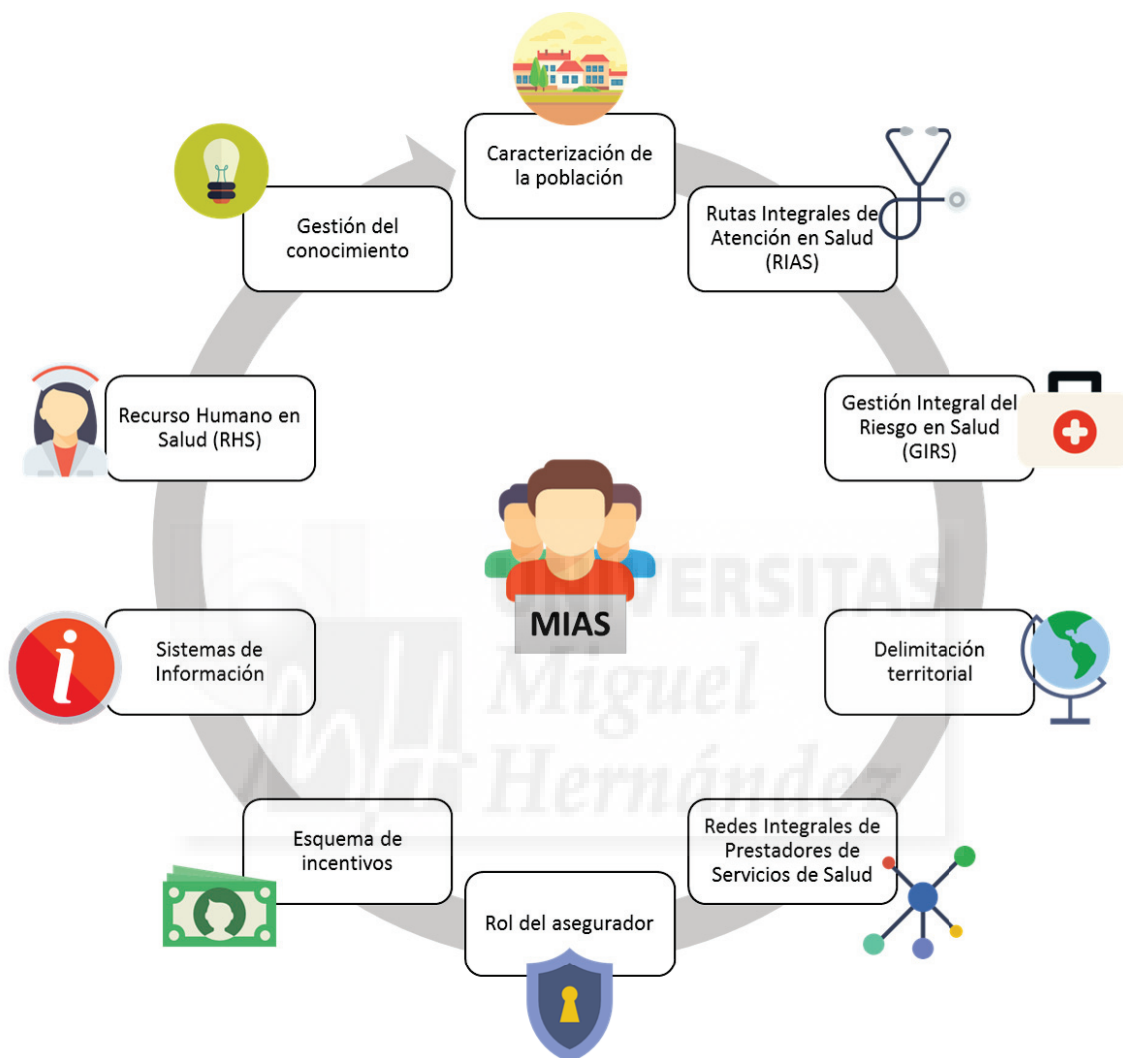 Caracterización de
la población
Rutas Integrales de
Atención en Salud
(RIAS)
Gestión Integral del
Riesgo en Salud
(GIRS)
Delimitación
territorial
Redes Integrales de
Prestadores de
Servicios de Salud
Rol del asegurador
Esquema de
incentivos
Sistemas de
Información
i
Recurso Humano en
Salud (RHS)
Gestión del
conocimiento
MIAS
UNIVERSITAS
Miguel
Hernández